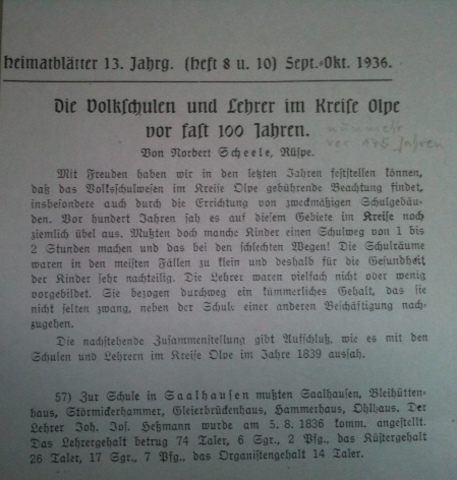 Heimatblätter 13. Jahrg. (Heft 8 u. 10) Sept.-Okt. 1936.
Die Volkschulen und Lehrer im Kreise Olpe
vor fast 100 Jahren.
nunmehr
vor 175 Jahren
Von Norbert Scheele, Rüspe.
Mit Freuden haben wir in den letzten Jahren feststellen können,
daß das Volksschulwesen im Kreise Olpe gebührende Beachtung findet,
insbesondere auch durch die Errichtung von zweckmäßigen Schulgebäu-
den. Vor hundert Jahren sah es auf diesem Gebiete im Kreise noch
ziemlich übel aus. Mußten doch manche Kinder einen Schulweg von 1 bis
2 Stunden machen und das bei den schlechten Wegen! Die Schulräume
waren in den meisten Fällen zu klein und deshalb für die Gesundheit
der Kinder sehr nachteilig. Die Lehrer waren vielfach nicht oder wenig
vorgebildet. Sie bezogen durchweg ein kümmerliches Gehalt, das sie
nicht selten zwang, neben der Schule einer anderen Beschäftigung nach-
zugehen.
Die nachstehende Zusammenstellung gibt Aufschluß, wie es mit den
Schulen und Lehrern im Kreise Olpe im Jahre 1839 aussah.
57) Zur Schule in Saalhausen mußten Saalhausen, Bleihütten-
haus, Störmickerhammer, Gleierbrückenhaus, Hammerhaus, Ohlhaus. Der
Lehrer Joh. Jos. Heßmann wurde am 5. 8. 1836 komm. angestellt.
Das Lehrergehalt betrug 74 Taler, 6 Sgr., 2 Pfg., das Küstergehalt
26 Taler, 17 Sgr., 7 Pfg., das Organistengehalt 14 Taler.